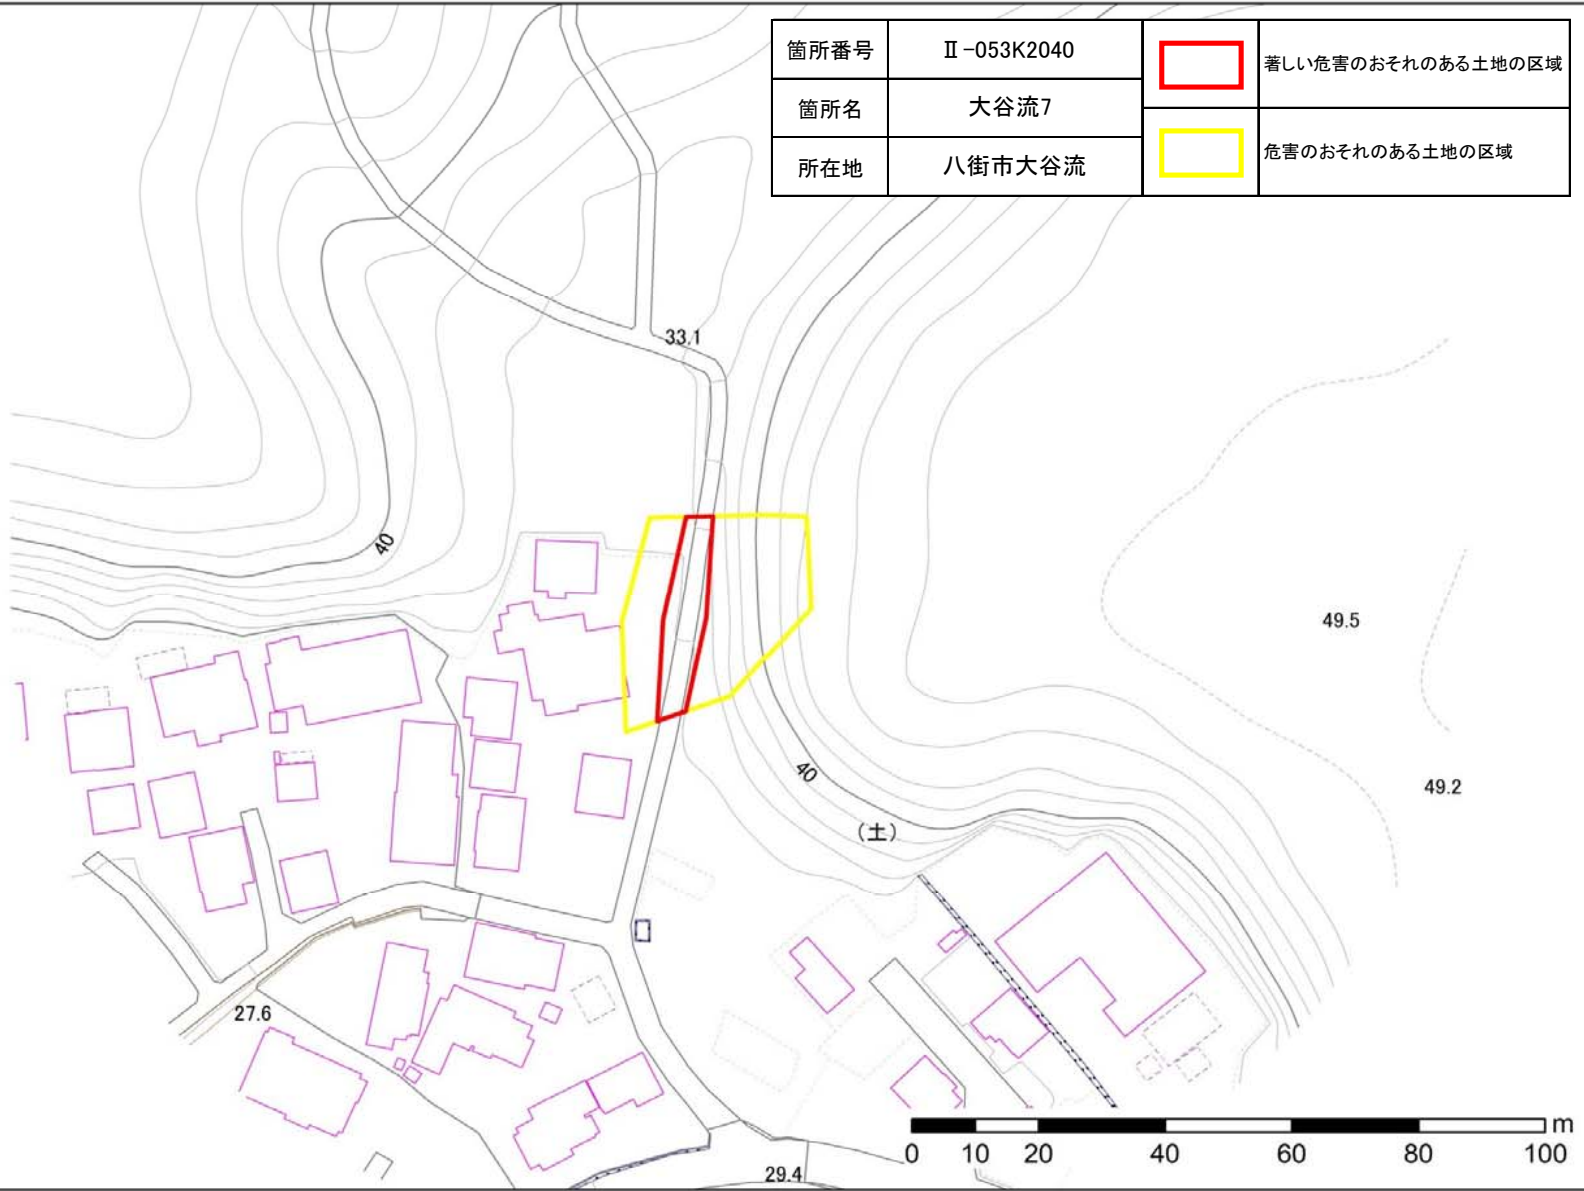 箇所番号 Ⅱ-053K2040
著しい危害のおそれのある土地の区域
箇所名 大谷流7
危害のおそれのある土地の区域
所在地 八街市大谷流
33.1
40
49.5
40
49.2
(土)
27.6
29.4
m
0 10 20 40 60 80 100